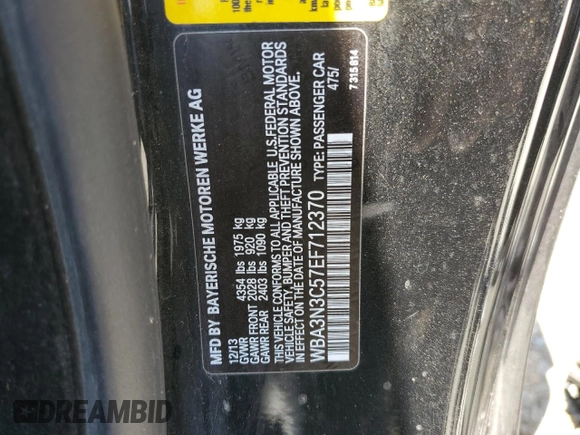 MFD BY BAYERISCHE MOTOREN WERKE AG
12/13
GVWR 4354 lbs 1975 kg
GAWR FRONT 2028 lbs 920 kg
GAWR REAR 2403 lbs 1090 kg
THIS VEHICLE CONFORMS TO ALL APPLICABLE U.S.FEDERAL MOTOR
VEHICLE SAFETY, BUMPER AND THEFT PREVENTION STANDARDS
IN EFFECT ON THE DATE OF MANUFACTURE SHOWN ABOVE.
WBA3N3C57EF712370 TYPE: PASSENGER CAR
475/
7 315 814
DREAMBID